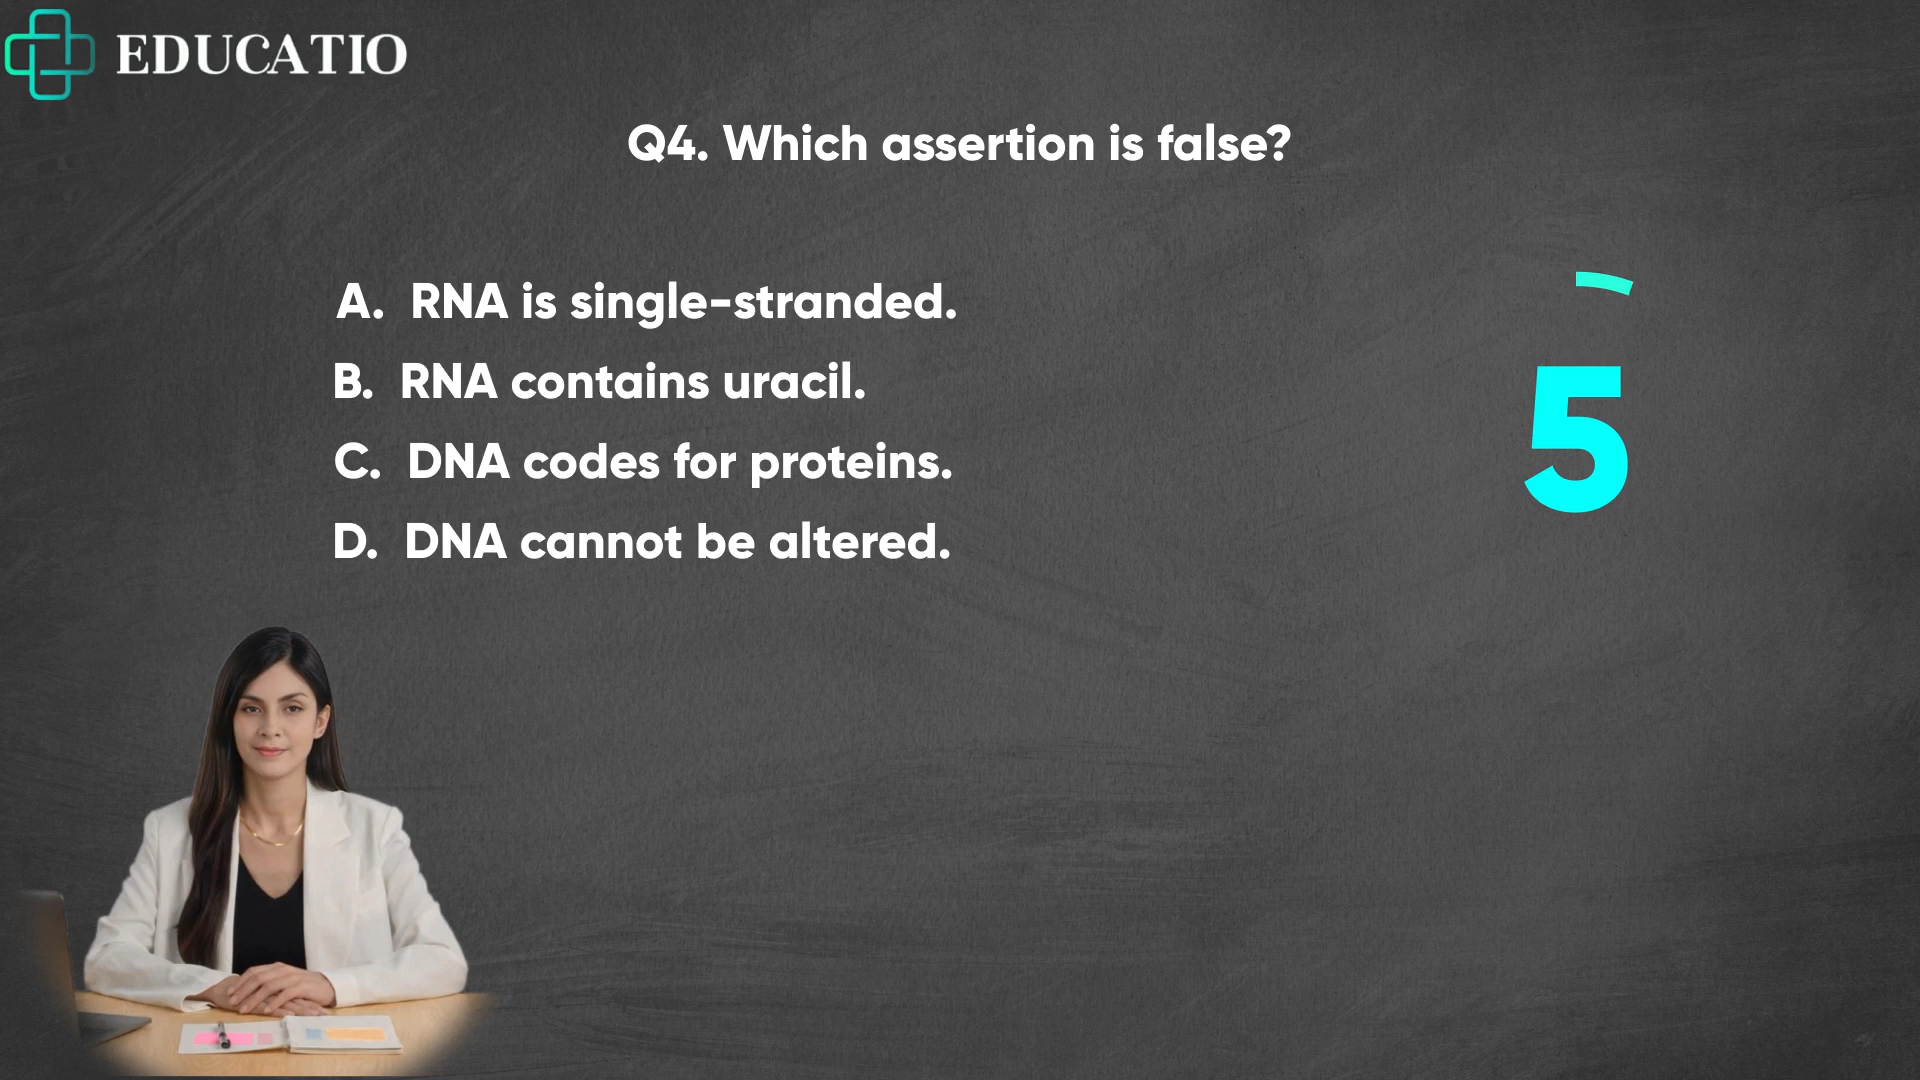 EDUCATIO
Q4. Which assertion is false?
A. RNA is single-stranded.
B. RNA contains uracil.
C. DNA codes for proteins.
D. DNA cannot be altered.
5